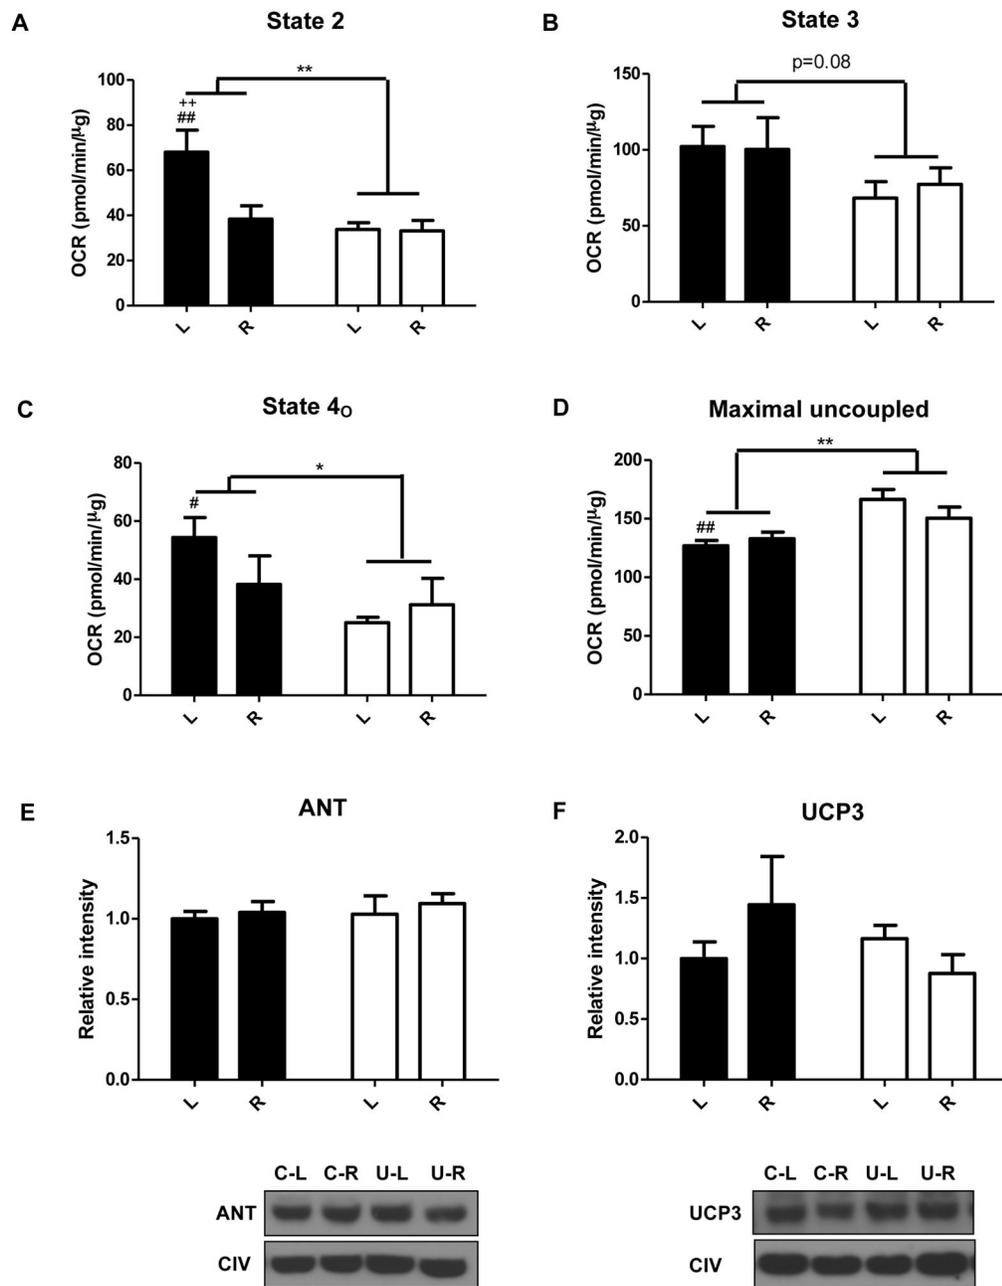 A
State 2
OCR (pmol/min/µg)
100
80
60
40
20
0
++
##
**
L
R
L
R
B
State 3
OCR (pmol/min/µg)
150
100
50
0
p=0.08
L
R
L
R
C
State 4O
OCR (pmol/min/µg)
80
60
40
20
0
#
*
L
R
L
R
D
Maximal uncoupled
OCR (pmol/min/µg)
200
150
100
50
0
##
**
L
R
L
R
E
ANT
Relative intensity
1.5
1.0
0.5
0.0
L
R
L
R
C-L C-R U-L U-R
ANT
CIV
F
UCP3
Relative intensity
2.0
1.5
1.0
0.5
0.0
L
R
L
R
C-L C-R U-L U-R
UCP3
CIV